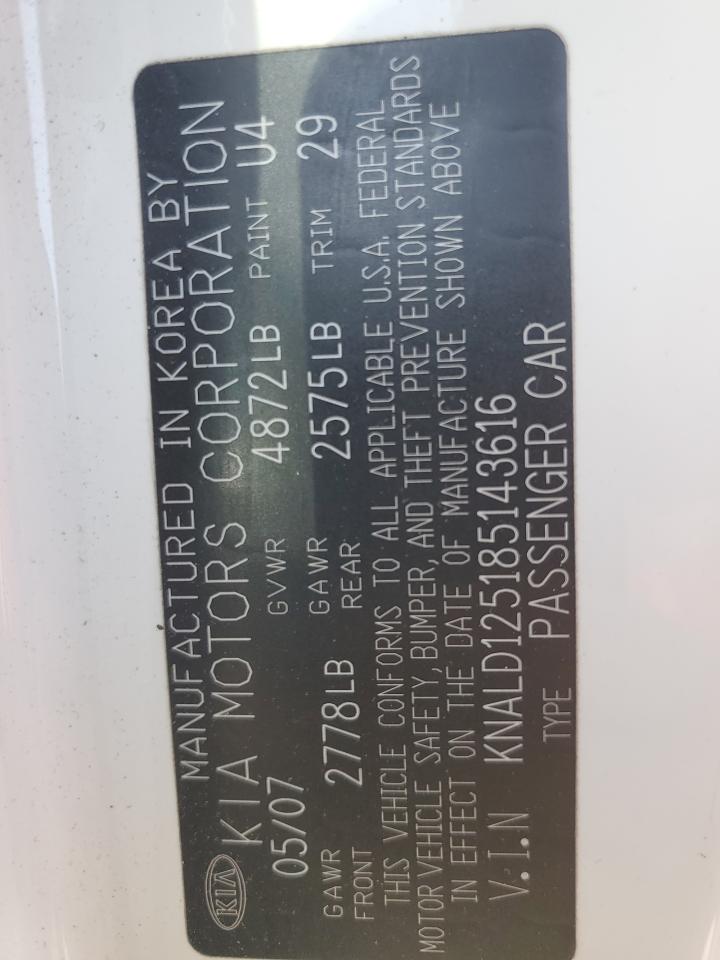 MANUFACTURED IN KOREA BY
KIA KIA MOTORS CORPORATION
05/07 GVWR 4872LB PAINT U4
GAWR FRONT 2778LB GAWR REAR 2575LB TRIM 29
THIS VEHICLE CONFORMS TO ALL APPLICABLE U.S.A. FEDERAL
MOTOR VEHICLE SAFETY, BUMPER, AND THEFT PREVENTION STANDARDS
IN EFFECT ON THE DATE OF MANUFACTURE SHOWN ABOVE
V.I.N KNALD125185143616
TYPE PASSENGER CAR